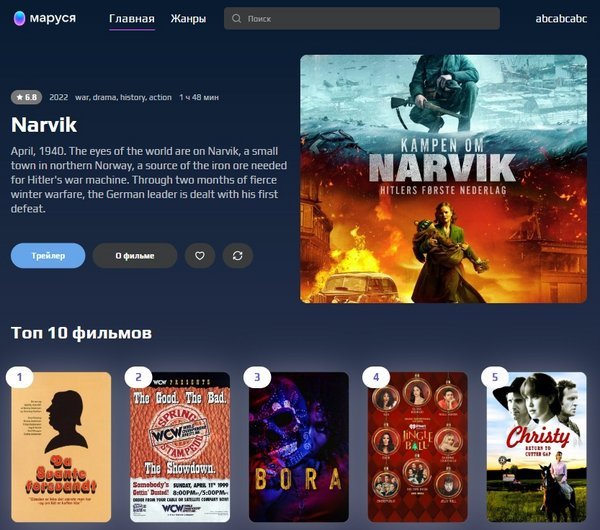 маруся
Главная
Жанры
Поиск
abcabcabc
6.8
2022 war, drama, history, action 1 ч 48 мин
Narvik
April, 1940. The eyes of the world are on Narvik, a small
town in northern Norway, a source of the iron ore needed
for Hitler's war machine. Through two months of fierce
winter warfare, the German leader is dealt with his first
defeat.
Трейлер
О фильме
KAMPEN OM
NARVIK
HITLERS FØRSTE NEDERLAG
Топ 10 фильмов
1
Da
Svante
forsvandt
2
WCW PRESENTS
The Good. The Bad.
SPRING
WCW
STAMPEDE
The Showdown.
Somebody's
Gettin' Busted!
SUNDAY, APRIL 11TH 1999
8:00PM
3
BORA
4
JINGLE
BALL
5
Christy
RETURN TO
CUTTER GAP